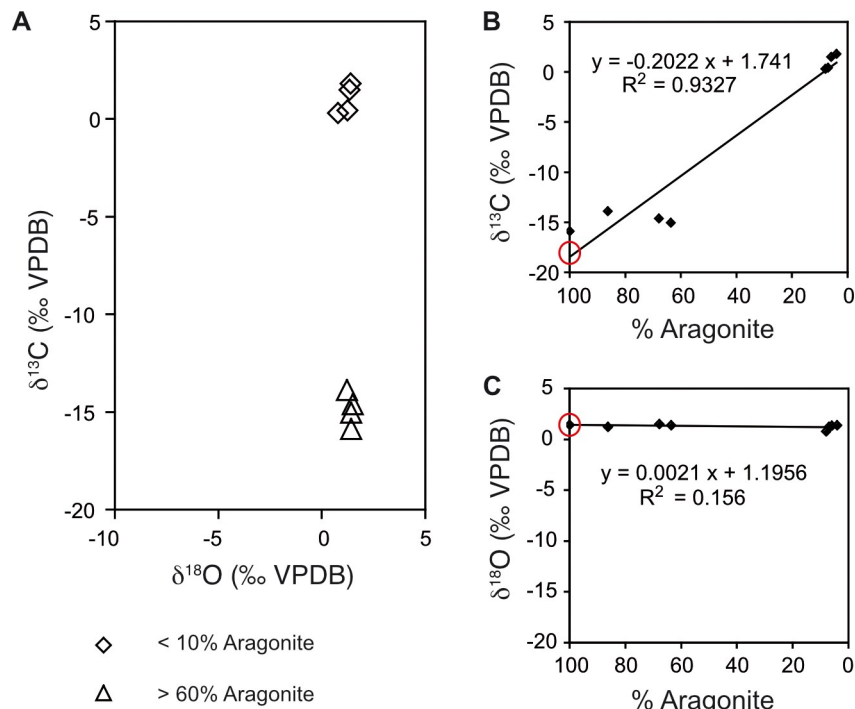 A
5
0
-5
-10
-15
-20
-10
-5
0
5
δ13C (‰ VPDB)
δ18O (‰ VPDB)
< 10% Aragonite
> 60% Aragonite
B
5
0
-5
-10
-15
-20
100
80
60
40
20
0
y = -0.2022 x + 1.741
R2 = 0.9327
δ13C (‰ VPDB)
% Aragonite
C
5
0
-5
-10
-15
-20
100
80
60
40
20
0
y = 0.0021 x + 1.1956
R2 = 0.156
δ18O (‰ VPDB)
% Aragonite